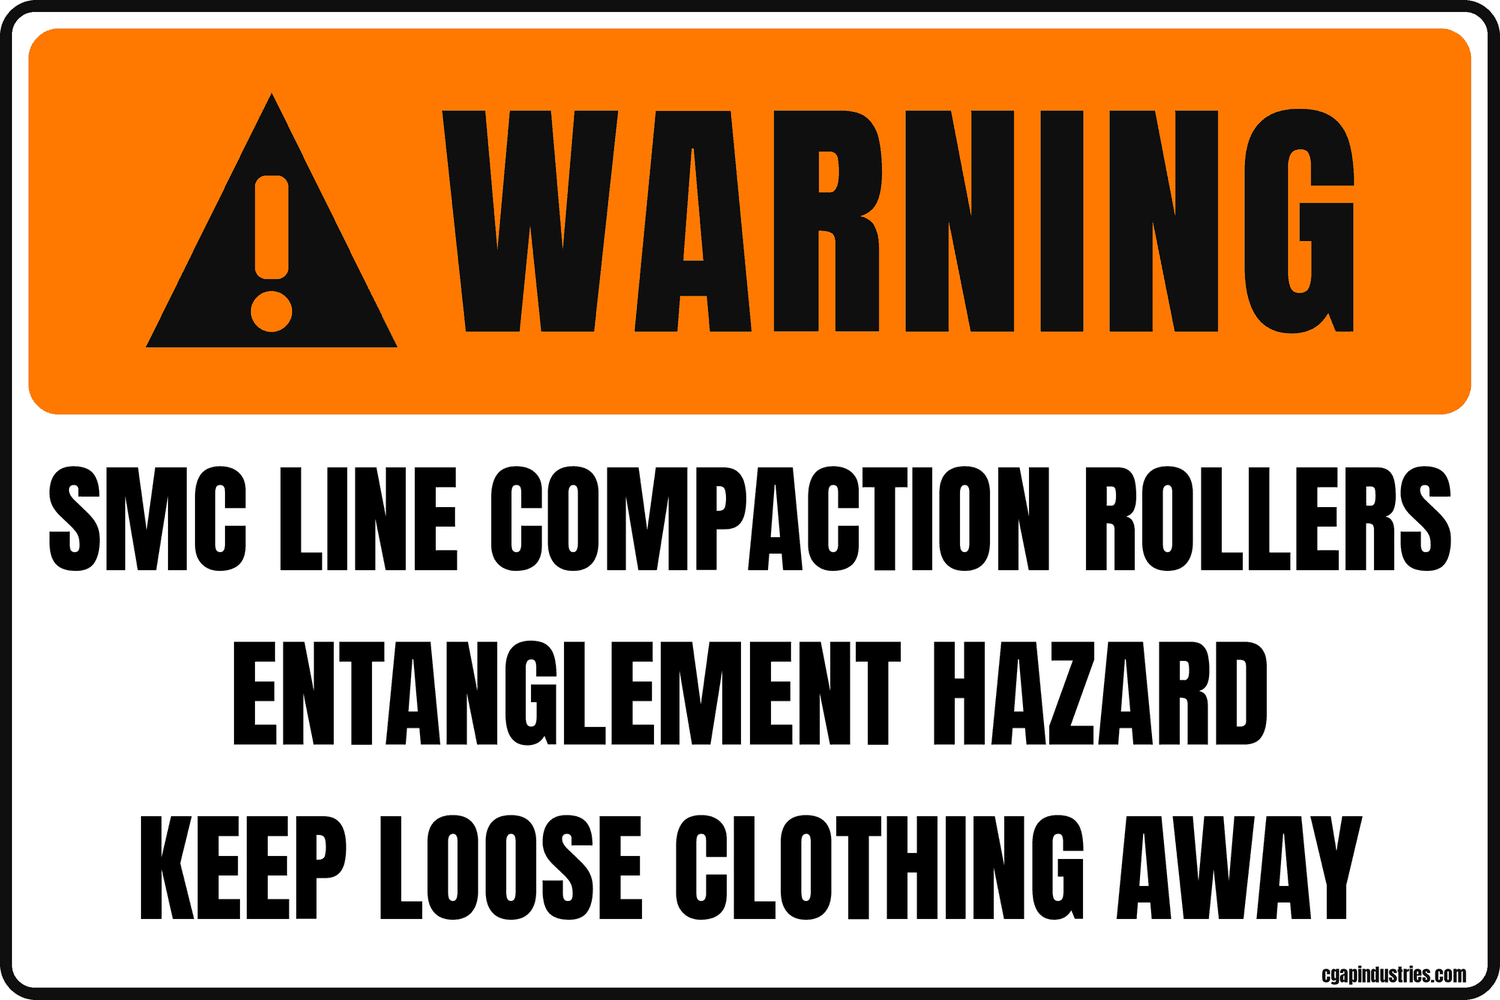 WARNING
SMC LINE COMPACTION ROLLERS
ENTANGLEMENT HAZARD
KEEP LOOSE CLOTHING AWAY
cgapindustries.com